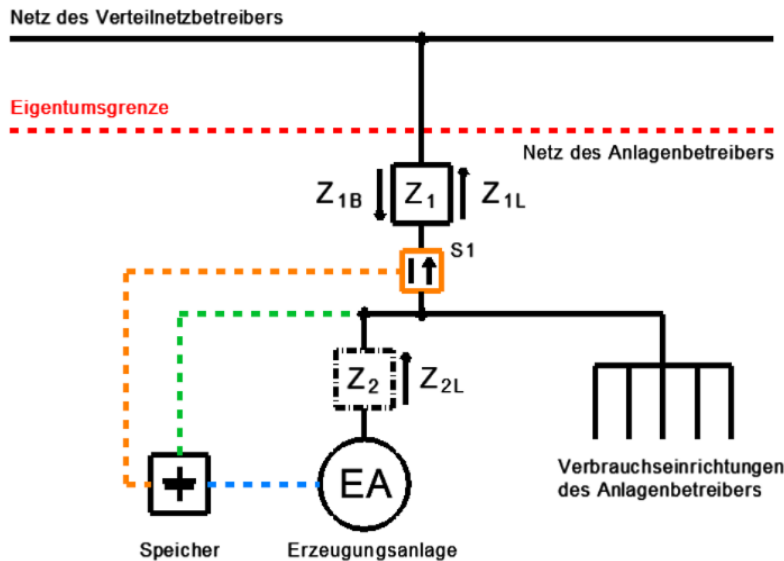 Netz des Verteilnetzbetreibers
Eigentumsgrenze
Netz des Anlagenbetreibers
Z1B
Z1
Z1L
S1
Z2
Z2L
EA
Verbrauchseinrichtungen
des Anlagenbetreibers
Speicher
Erzeugungsanlage